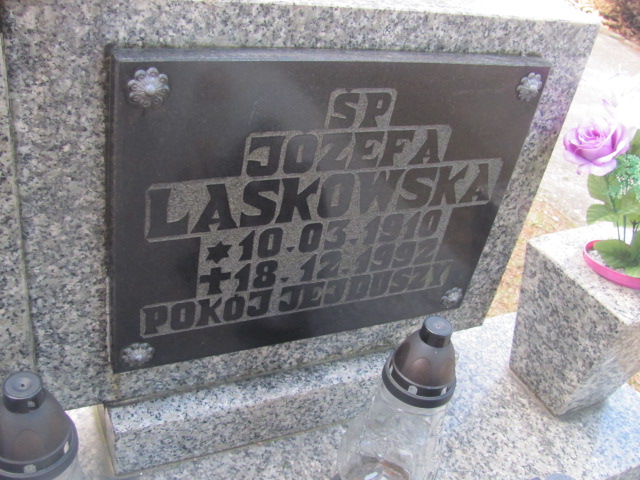 SP
JOZEFA
LASKOWSKA
✶ 10.03.1910
✝ 18.12.1992
POKÓJ JEJ DUSZY